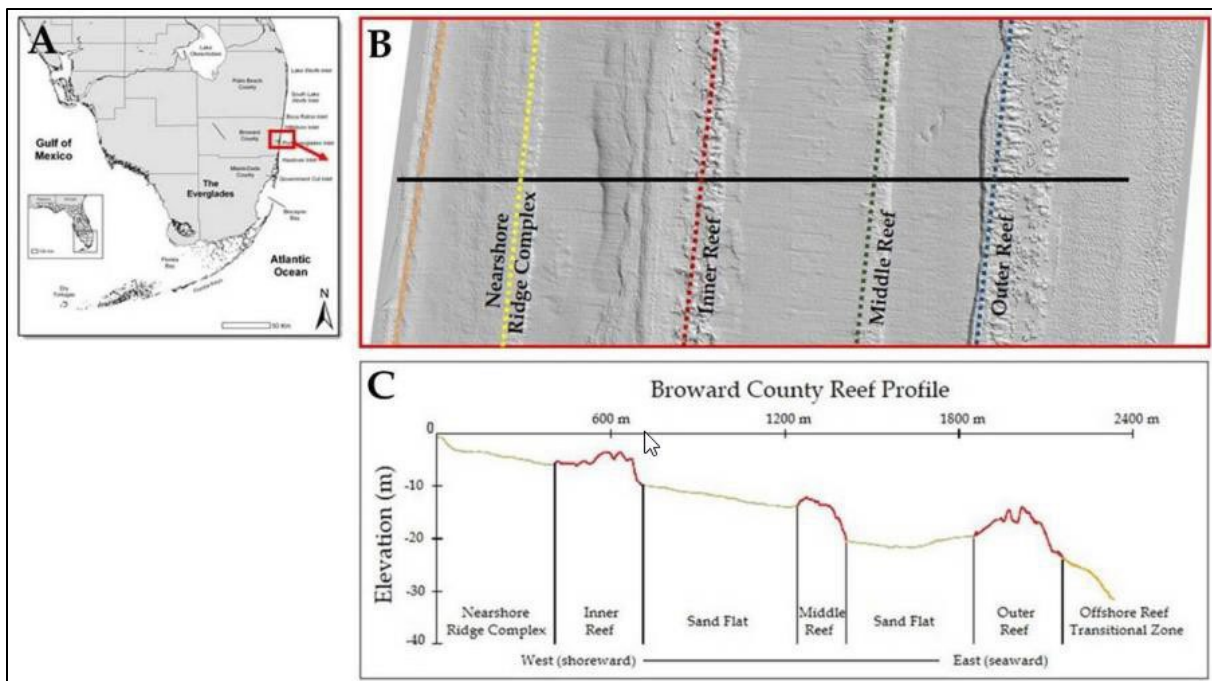 A
Lake
Okeechobee
Palm Beach
County
Lake Worth Inlet
South Lake
Worth Inlet
Boca Raton Inlet
Hillsboro Inlet
Broward
County
Port Everglades Inlet
Gulf of
Mexico
Miami-Dade
County
Government Cut Inlet
The
Everglades
Biscayne
Bay
Florida
Bay
Atlantic
Ocean
Dry
Tortugas
N
B
Nearshore
Ridge Complex
Inner Reef
Middle Reef
Outer Reef
C
Broward County Reef Profile
600 m
1200 m
1800 m
2400 m
0
-10
-20
-30
-40
Elevation (m)
Nearshore
Ridge Complex
Inner
Reef
Sand Flat
Middle
Reef
Sand Flat
Outer
Reef
Offshore Reef
Transitional Zone
West (shoreward)
East (seaward)